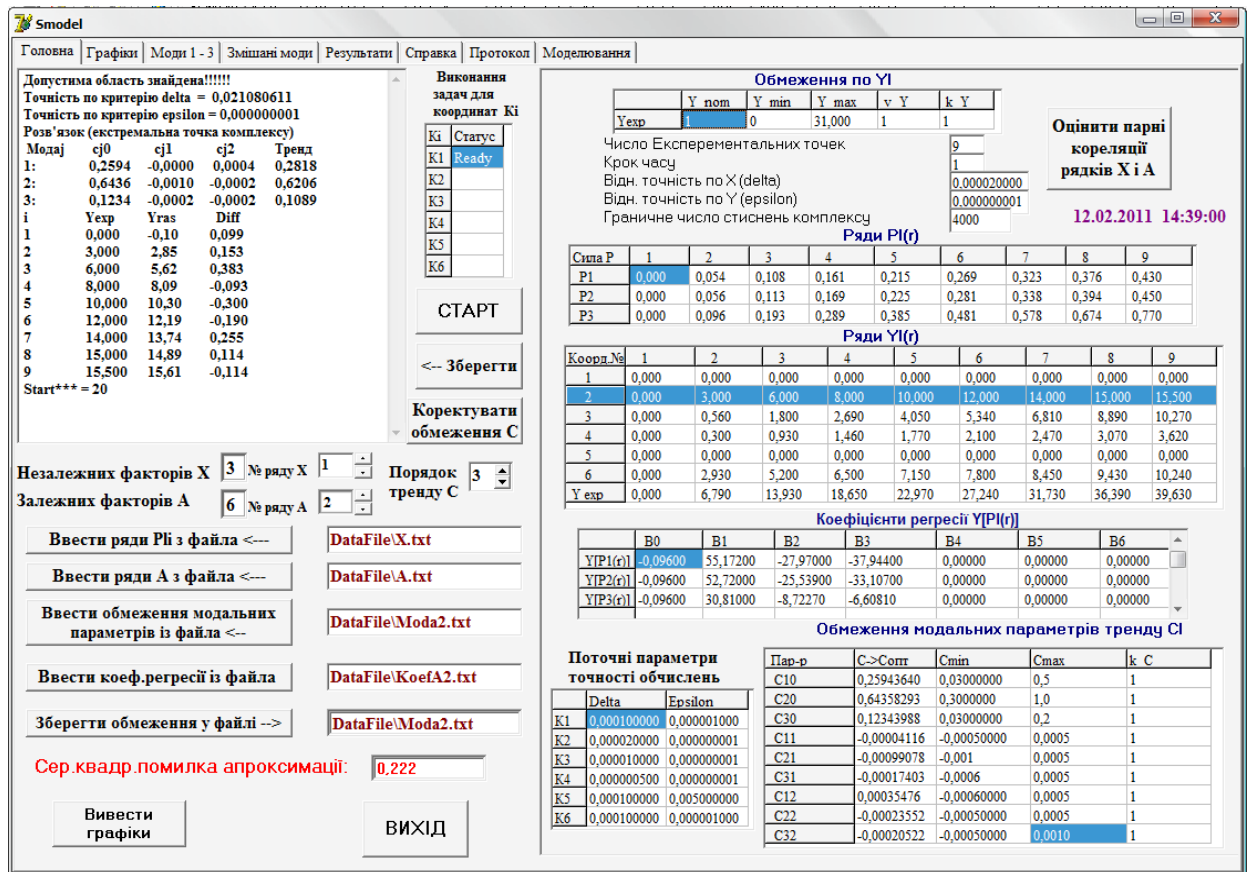 Smodel
Головна Графіки Моди 1 - 3 Змішані моди Результати Справка Протокол Моделювання
Допустима область знайдена!!!!!!
Точність по критерію delta = 0,021080611
Точність по критерію epsilon = 0,000000001
Розв'язок (екстремальна точка комплексу)
Модаj cj0 cj1 cj2 Тренд
1: 0,2594 -0,0000 0,0004 0,2818
2: 0,6436 -0,0010 -0,0002 0,6206
3: 0,1234 -0,0002 -0,0002 0,1089
i Yexp Yras Diff
1 0,000 -0,10 0,099
2 3,000 2,85 0,153
3 6,000 5,62 0,383
4 8,000 8,09 -0,093
5 10,000 10,30 -0,300
6 12,000 12,19 -0,190
7 14,000 13,74 0,255
8 15,000 14,89 0,114
9 15,500 15,61 -0,114
Start*** = 20
Виконання
задач для
координат Кі
Кі Статус
K1 Ready
K2
K3
K4
K5
K6
СТАРТ
<-- Зберегти
Коректувати
обмеження С
Незалежних факторів X 3 № ряду X 1
Залежних факторів A 6 № ряду A 2
Порядок
тренду С 3
Ввести ряди Pli з файла <--- DataFile\X.txt
Ввести ряди A з файла <--- DataFile\A.txt
Ввести обмеження модальних
параметрів із файла <-- DataFile\Moda2.txt
Ввести коеф.регресії із файла DataFile\KoefA2.txt
Зберегти обмеження у файлі --> DataFile\Moda2.txt
Сер.квадр.помилка апроксимації: 0,222
Вивести
графіки
ВИХІД
Обмеження по YI
Y_nom Y_min Y_max v_Y k_Y
Yexp 1 0 31,000 1 1
Число Експерементальних точек 9
Крок часу 1
Відн. точність по X (delta) 0,000020000
Відн. точність по Y (epsilon) 0,000000001
Граничне число стиснень комплексу 4000
Оцінити парні
кореляції
рядків X і A
12.02.2011 14:39:00
Ряди PI(r)
Сила P 1 2 3 4 5 6 7 8 9
P1 0,000 0,054 0,108 0,161 0,215 0,269 0,323 0,376 0,430
P2 0,000 0,056 0,113 0,169 0,225 0,281 0,338 0,394 0,450
P3 0,000 0,096 0,193 0,289 0,385 0,481 0,578 0,674 0,770
Ряди YI(r)
Коорд.№ 1 2 3 4 5 6 7 8 9
1 0,000 0,000 0,000 0,000 0,000 0,000 0,000 0,000 0,000
2 0,000 3,000 6,000 8,000 10,000 12,000 14,000 15,000 15,500
3 0,000 0,560 1,800 2,690 4,050 5,340 6,810 8,890 10,270
4 0,000 0,300 0,930 1,460 1,770 2,100 2,470 3,070 3,620
5 0,000 0,000 0,000 0,000 0,000 0,000 0,000 0,000 0,000
6 0,000 2,930 5,200 6,500 7,150 7,800 8,450 9,430 10,240
Y exp 0,000 6,790 13,930 18,650 22,970 27,240 31,730 36,390 39,630
Коефіцієнти регресії Y[PI(r)]
B0 B1 B2 B3 B4 B5 B6
Y[P1(r)] -0,09600 55,17200 -27,97000 -37,94400 0,00000 0,00000 0,00000
Y[P2(r)] -0,09600 52,72000 -25,53900 -33,10700 0,00000 0,00000 0,00000
Y[P3(r)] -0,09600 30,81000 -8,72270 -6,60810 0,00000 0,00000 0,00000
Обмеження модальних параметрів тренду CI
Поточні параметри
точності обчислень
Delta Epsilon
K1 0,000100000 0,000001000
K2 0,000020000 0,000000001
K3 0,000010000 0,000000001
K4 0,000000500 0,000000001
K5 0,000100000 0,005000000
K6 0,000100000 0,000001000
Пар-р C->Copt Cmin Cmax k_C
C10 0,25943640 0,03000000 0,5 1
C20 0,64358293 0,3000000 1,0 1
C30 0,12343988 0,03000000 0,2 1
C11 -0,00004116 -0,00050000 0,0005 1
C21 -0,00099078 -0,001 0,0005 1
C31 -0,00017403 -0,0006 0,0005 1
C12 0,00035476 -0,00060000 0,0005 1
C22 -0,00023552 -0,00050000 0,0005 1
C32 -0,00020522 -0,00050000 0,0010 1